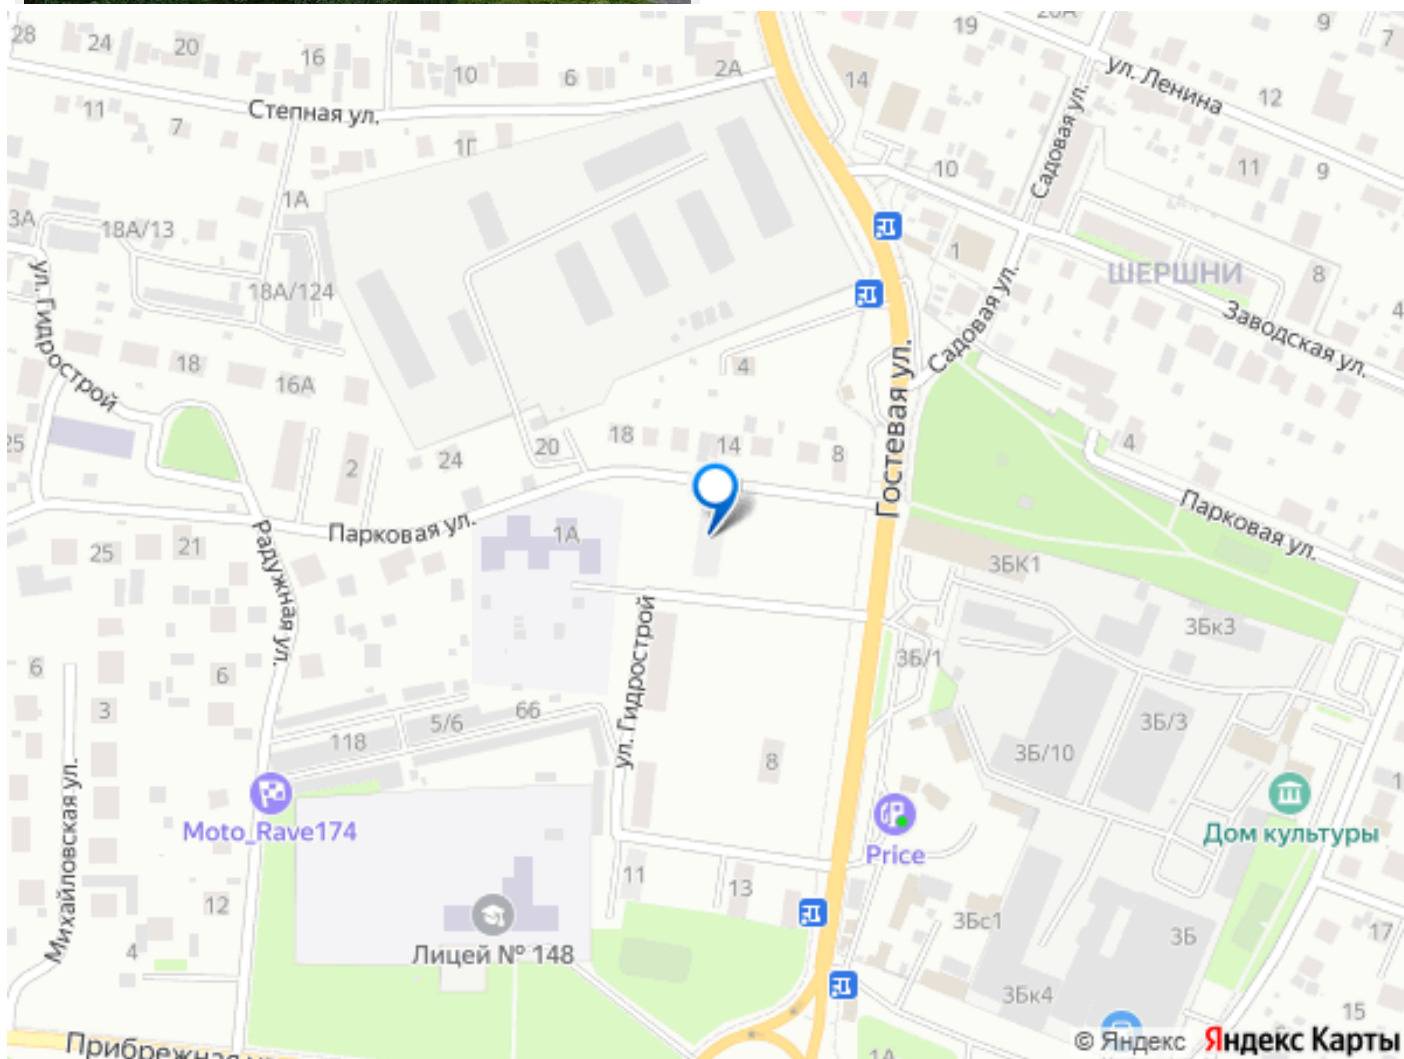 28
24
20
16
10
6
2А
14
19
ул. Ленина
9
7
12
11
7
Степная ул.
1Г
10
Садовая ул.
11
9
3А
18А/13
1А
1
ШЕРШНИ
8
ул. Гидрострой
18А/124
Садовая ул.
Заводская ул.
4
18
16А
4
Гостевая ул.
25
2
24
20
18
14
8
4
Парковая ул.
25
21
Радужная ул.
Парковая ул.
1А
3БК1
3Бк3
6
6
ул. Гидрострой
3Б/1
3
118
5/6
66
8
3Б/10
3Б/3
Moto_Rave174
Price
Дом культуры
Михайловская ул.
12
11
13
4
Лицей № 148
3Бс1
3Б
17
3Бк4
15
Прибрежная
1А
© Яндекс Яндекс Карты